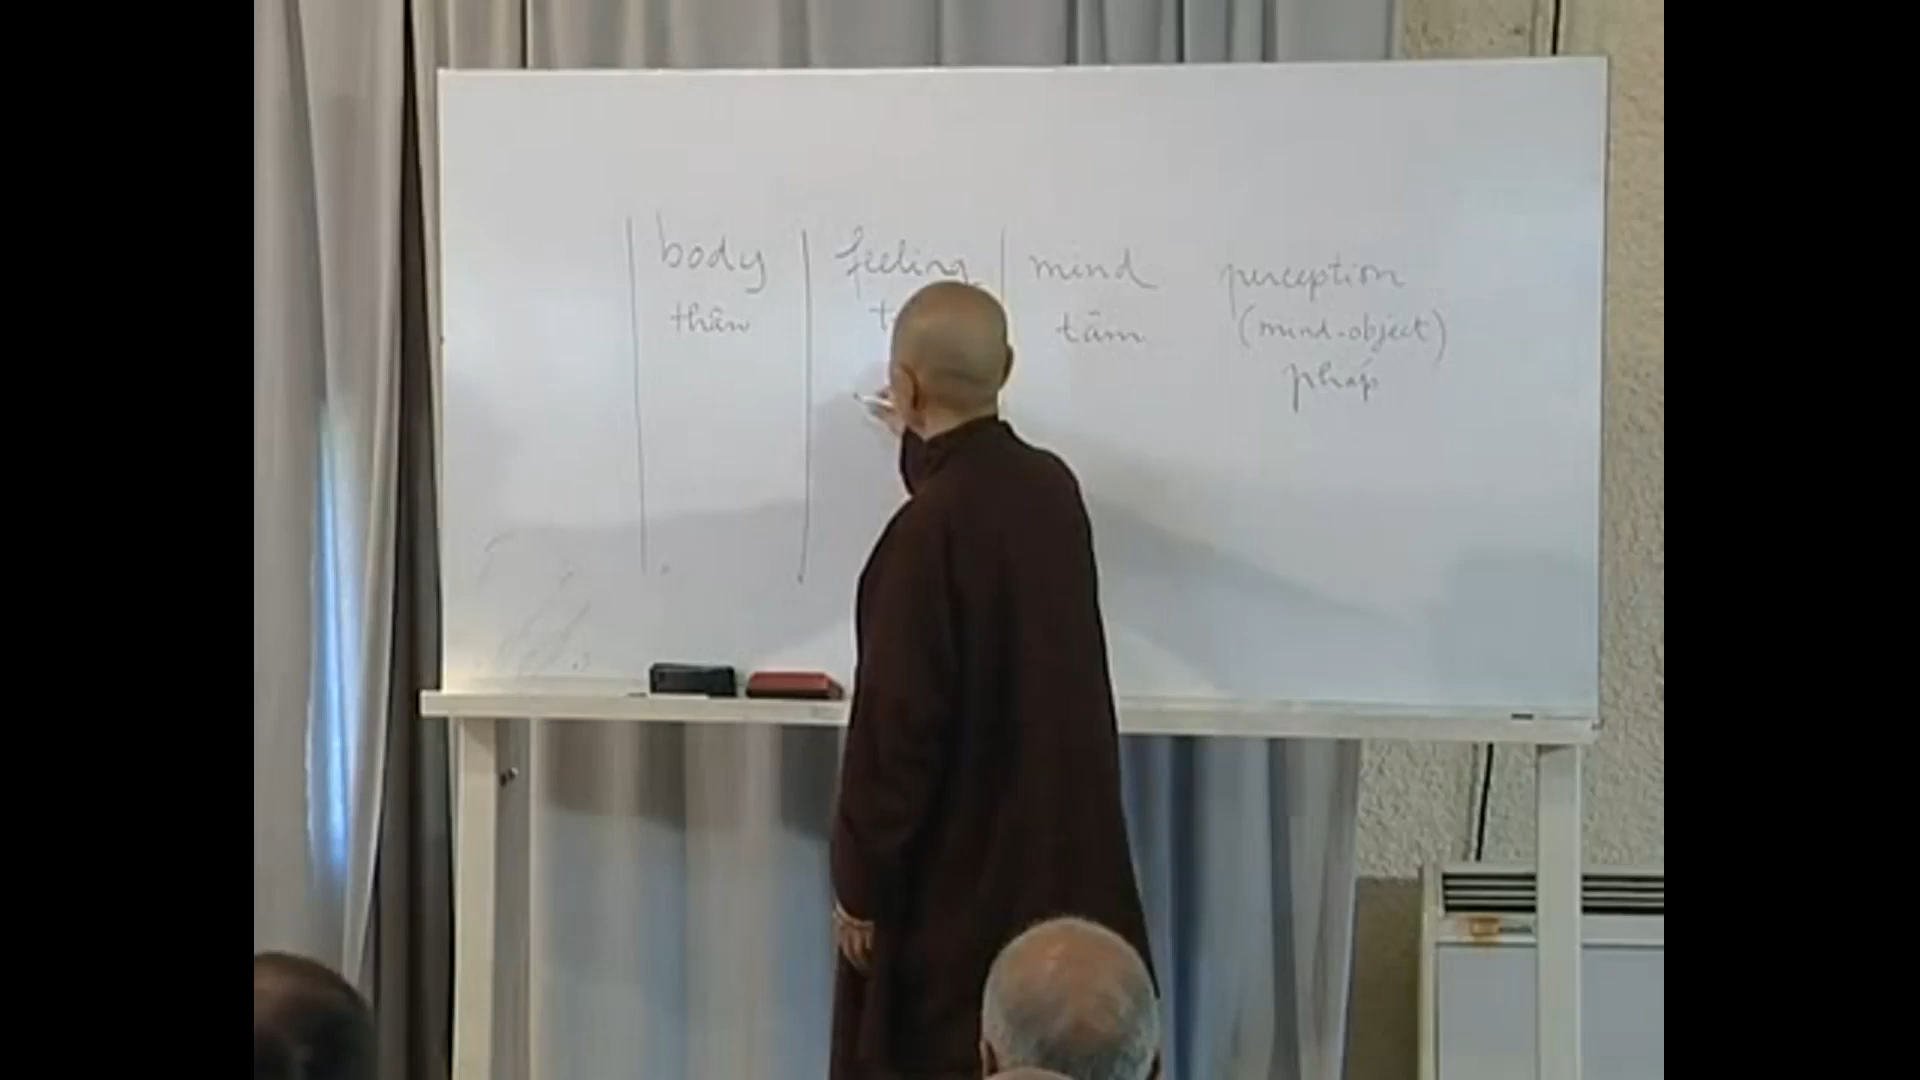 body feeling mind perception
thân tâm (mind-object)
pháp